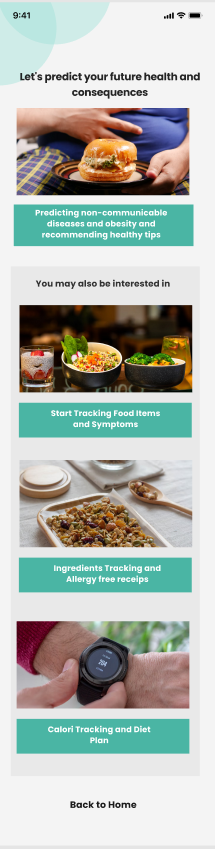 9:41
Let's predict your future health and
consequences
Predicting non-communicable
diseases and obesity and
recommending healthy tips
You may also be interested in
Start Tracking Food Items
and Symptoms
Ingredients Tracking and
Allergy free receips
Calori Tracking and Diet
Plan
Back to Home